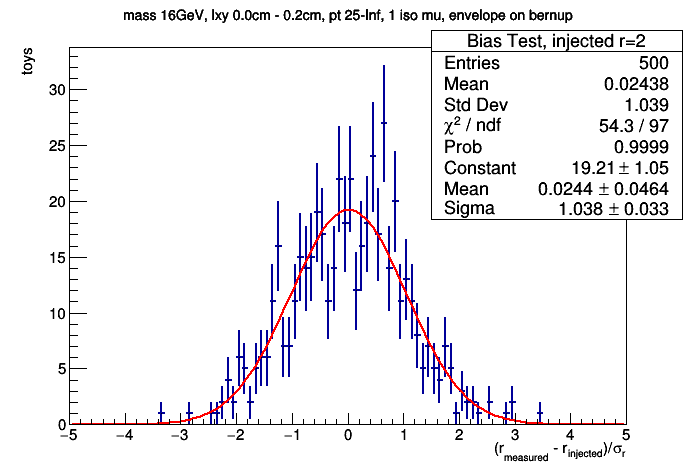 mass 16GeV, lxy 0.0cm - 0.2cm, pt 25-Inf, 1 iso mu, envelope on bernup
toys
Bias Test, injected r=2
Entries 500
Mean 0.02438
Std Dev 1.039
χ² / ndf 54.3 / 97
Prob 0.9999
Constant 19.21 ± 1.05
Mean 0.0244 ± 0.0464
Sigma 1.038 ± 0.033
30
25
20
15
10
5
0
−5 −4 −3 −2 −1 0 1 2 3 4 5
(r_measured - r_injected)/σ_r